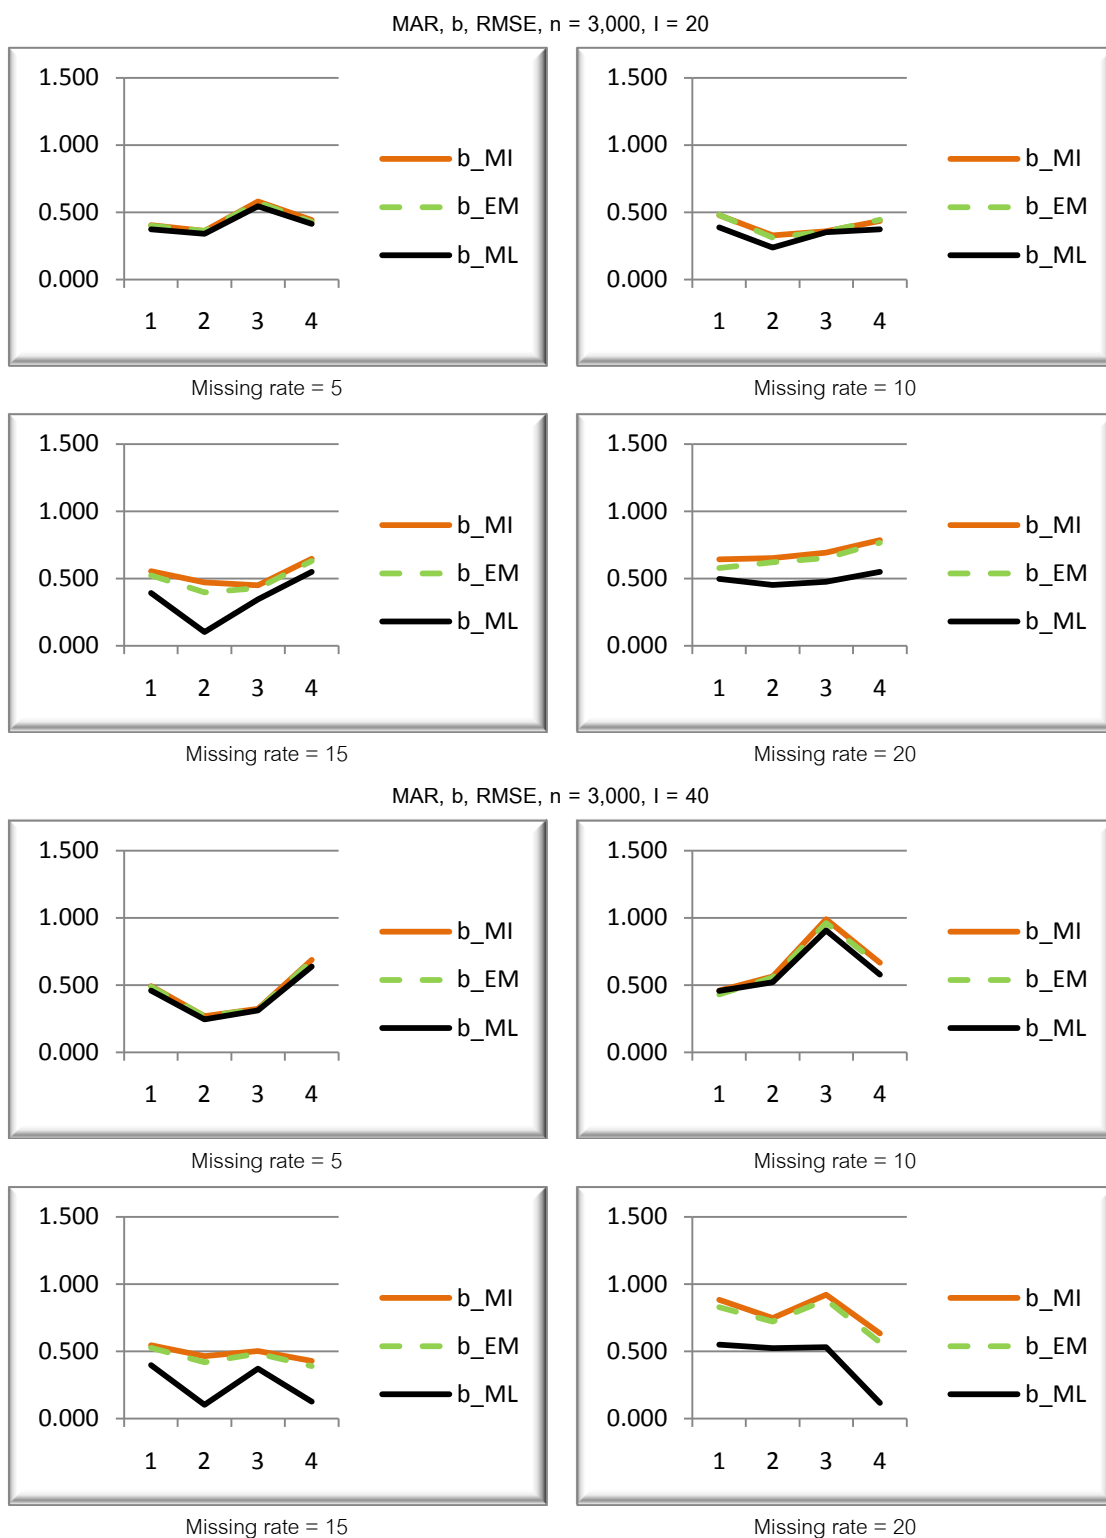 MAR, b, RMSE, n = 3,000, I = 20
1.500
1.000
0.500
0.000
1 2 3 4
b_MI
b_EM
b_ML
Missing rate = 5
1.500
1.000
0.500
0.000
1 2 3 4
b_MI
b_EM
b_ML
Missing rate = 10
1.500
1.000
0.500
0.000
1 2 3 4
b_MI
b_EM
b_ML
Missing rate = 15
1.500
1.000
0.500
0.000
1 2 3 4
b_MI
b_EM
b_ML
Missing rate = 20
MAR, b, RMSE, n = 3,000, I = 40
1.500
1.000
0.500
0.000
1 2 3 4
b_MI
b_EM
b_ML
Missing rate = 5
1.500
1.000
0.500
0.000
1 2 3 4
b_MI
b_EM
b_ML
Missing rate = 10
1.500
1.000
0.500
0.000
1 2 3 4
b_MI
b_EM
b_ML
Missing rate = 15
1.500
1.000
0.500
0.000
1 2 3 4
b_MI
b_EM
b_ML
Missing rate = 20